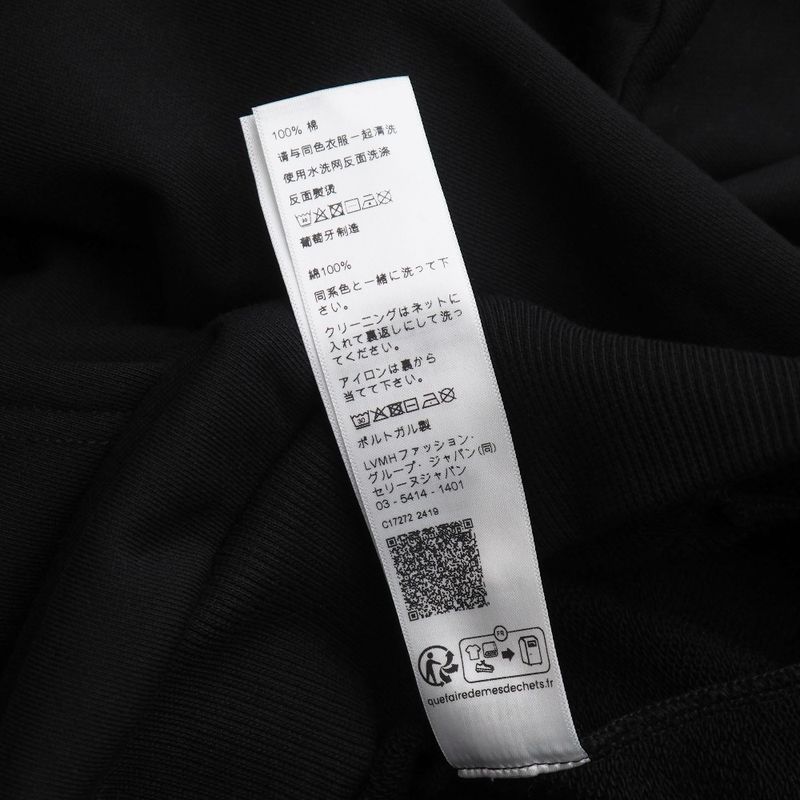 100% 棉
请与同色衣服一起清洗
使用水洗网反面洗涤
反面熨烫
葡萄牙制造
綿100%
同系色と一緒に洗って下
さい。
クリーニングはネットに
入れて裏返しにして洗っ
てください。
アイロンは裏から
当てて下さい。
30
ポルトガル製
LVMHファッション・
グループ・ジャパン(同)
セリーヌジャパン
03 - 5414 - 1401
C17272 2419
FR
quefairedemesdechets.fr